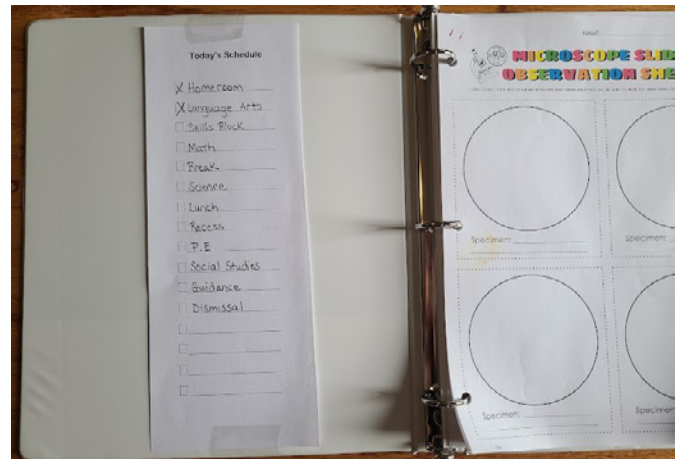 Today's Schedule
Homeroom
Language Arts
Skills Block
Math
Break
Science
Lunch
Recess
P.E
Social Studies
Guidance
Dismissal
NAME:
MICROSCOPE SLID
OBSERVATION SHE
Specimen:
Specimen:
Specimen:
Specimen